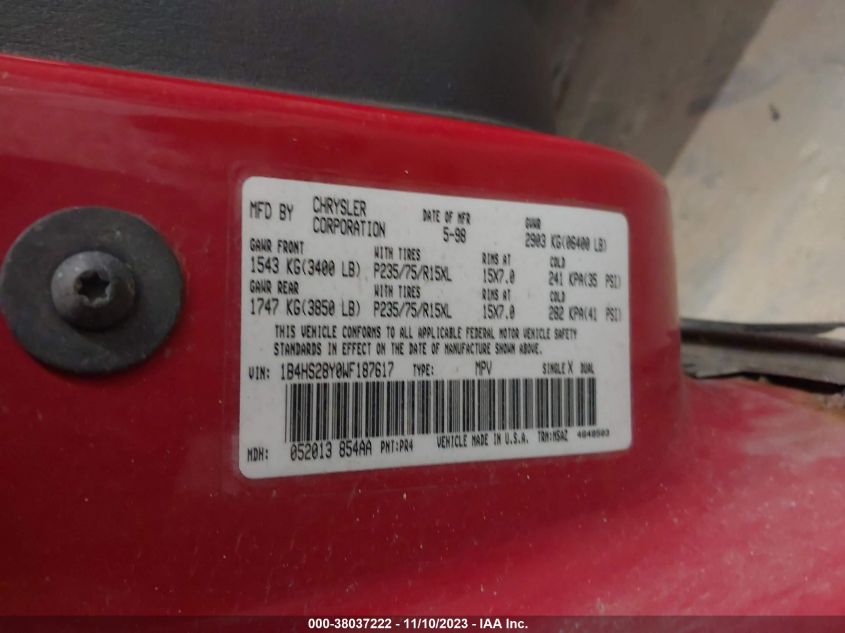 MFD BY CHRYSLER CORPORATION DATE OF MFR 5-98 GVWR 2903 KG(06400 LB)
GAWR FRONT WITH TIRES RIMS AT COLD
1543 KG(3400 LB) P235/75/R15XL 15X7.0 241 KPA(35 PSI)
GAWR REAR WITH TIRES RIMS AT COLD
1747 KG(3850 LB) P235/75/R15XL 15X7.0 282 KPA(41 PSI)
THIS VEHICLE CONFORMS TO ALL APPLICABLE FEDERAL MOTOR VEHICLE SAFETY
STANDARDS IN EFFECT ON THE DATE OF MANUFACTURE SHOWN ABOVE.
VIN: 1B4HS28Y0WF187617 TYPE: MPV SINGLE X DUAL
MDH: 052013 854AA PNT:PR4 VEHICLE MADE IN U.S.A. TRM:MSAZ 4848503
000-38037222 - 11/10/2023 - IAA Inc.